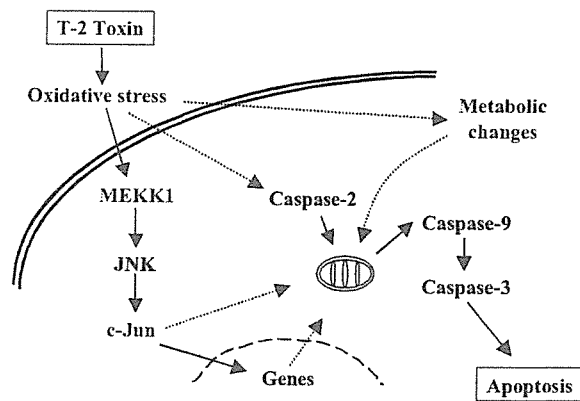 T-2 Toxin
Oxidative stress
Metabolic
changes
MEKK1
Caspase-2
Caspase-9
JNK
Caspase-3
c-Jun
Genes
Apoptosis